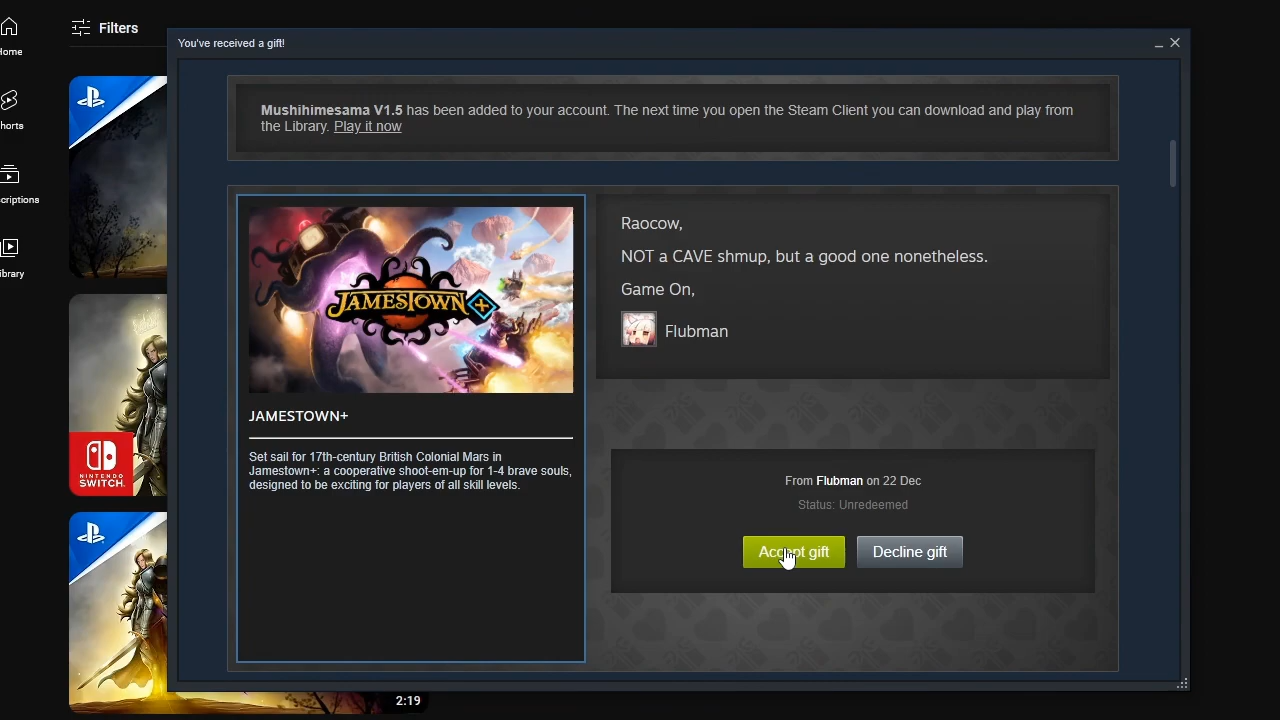 Home
Filters
horts
criptions
ibrary
NINTENDO
SWITCH
2:19
You've received a gift!
Mushihimesama V1.5 has been added to your account. The next time you open the Steam Client you can download and play from
the Library. Play it now
JAMESTOWN+
JAMESTOWN+
Set sail for 17th-century British Colonial Mars in
Jamestown+: a cooperative shoot-em-up for 1-4 brave souls,
designed to be exciting for players of all skill levels.
Raocow,
NOT a CAVE shmup, but a good one nonetheless.
Game On,
Flubman
From Flubman on 22 Dec
Status: Unredeemed
Accept gift
Decline gift